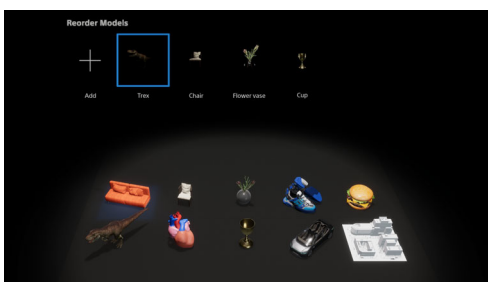 Reorder Models
Add
Trex
Chair
Flower vase
Cup